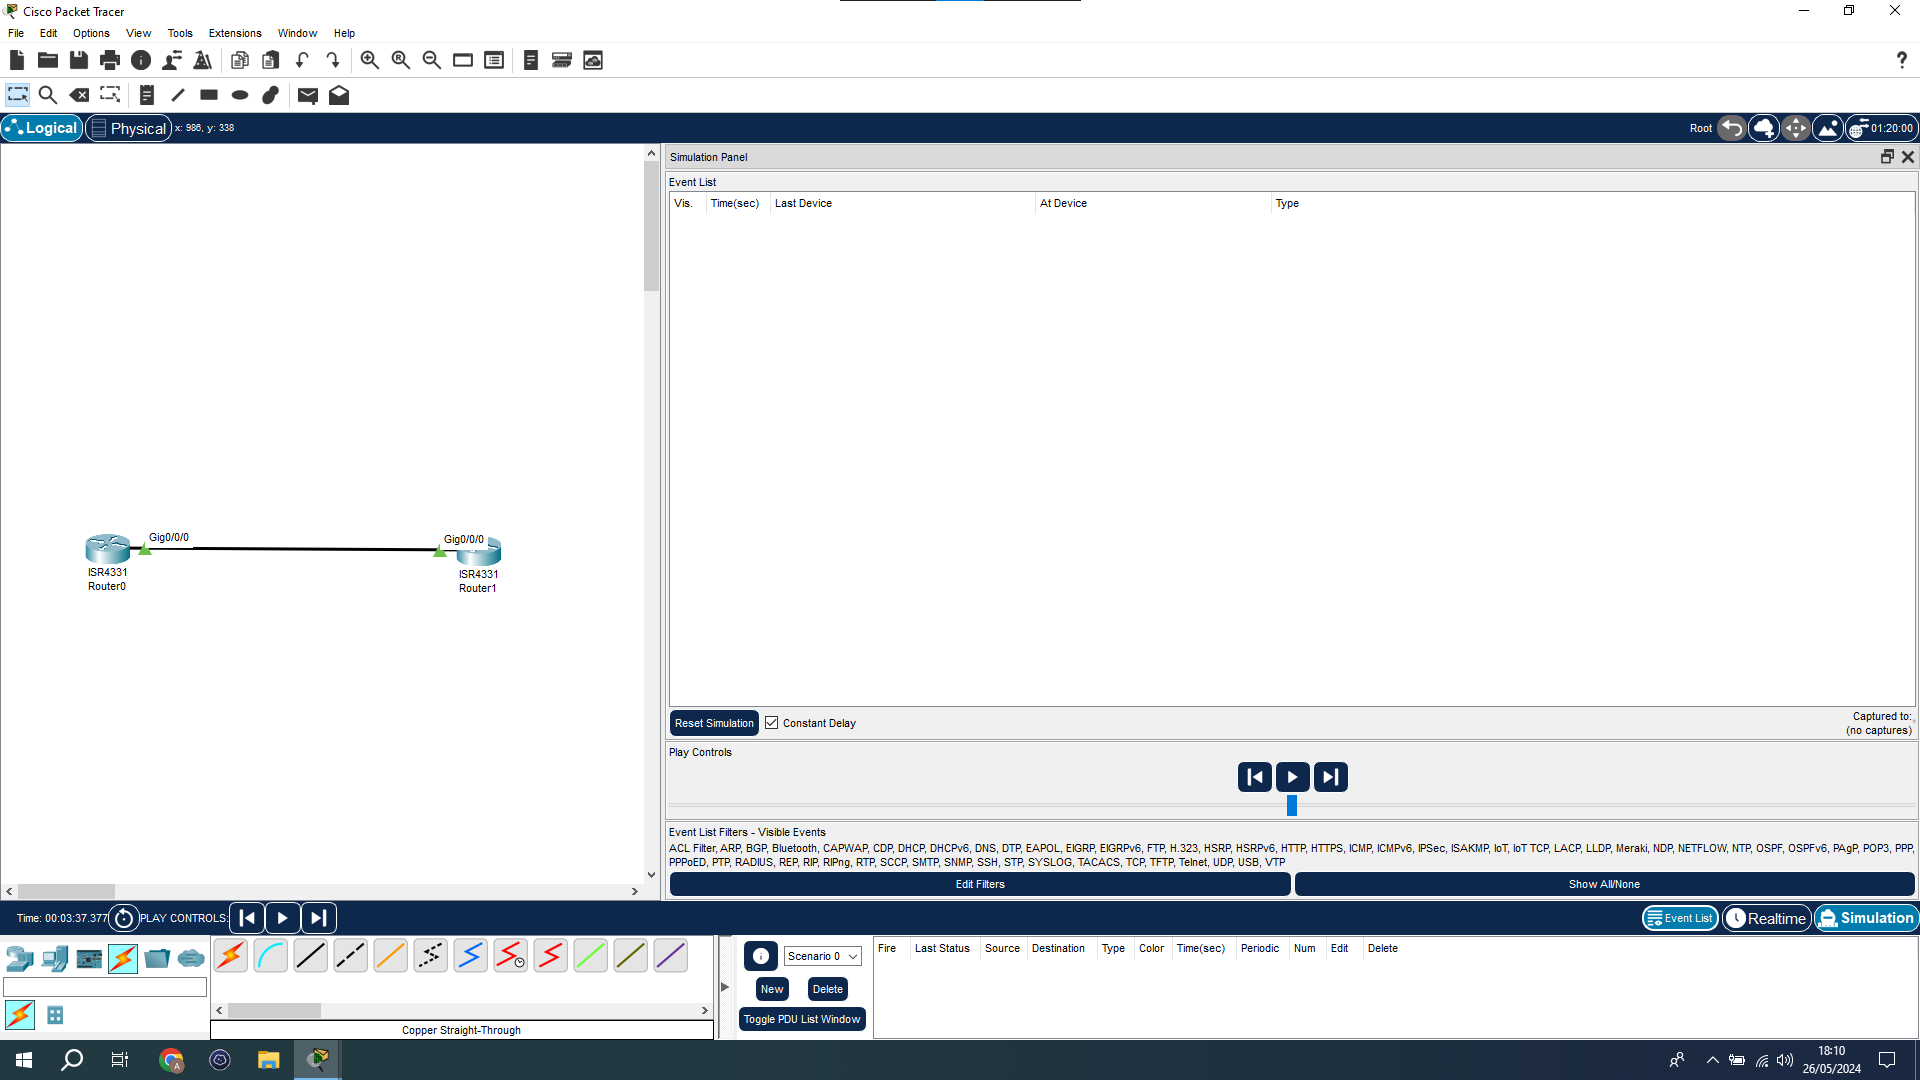 Cisco Packet Tracer
File Edit Options View Tools Extensions Window Help
?
Logical Physical x: 986, y: 338
Root 01:20:00
Simulation Panel
Event List
Vis. Time(sec) Last Device At Device Type
Gig0/0/0
Gig0/0/0
ISR4331
Router0
ISR4331
Router1
Reset Simulation Constant Delay
Captured to:
(no captures)
Play Controls
Event List Filters - Visible Events
ACL Filter, ARP, BGP, Bluetooth, CAPWAP, CDP, DHCP, DHCPv6, DNS, DTP, EAPOL, EIGRP, EIGRPv6, FTP, H.323, HSRP, HSRPv6, HTTP, HTTPS, ICMP, ICMPv6, IPSec, ISAKMP, IoT, IoT TCP, LACP, LLDP, Meraki, NDP, NETFLOW, NTP, OSPF, OSPFv6, PAgP, POP3, PPP,
PPPoED, PTP, RADIUS, REP, RIP, RIPng, RTP, SCCP, SMTP, SNMP, SSH, STP, SYSLOG, TACACS, TCP, TFTP, Telnet, UDP, USB, VTP
Edit Filters Show All/None
Time: 00:03:37.377 PLAY CONTROLS:
Event List Realtime Simulation
Scenario 0
New Delete
Toggle PDU List Window
Fire Last Status Source Destination Type Color Time(sec) Periodic Num Edit Delete
Copper Straight-Through
A
18:10
26/05/2024